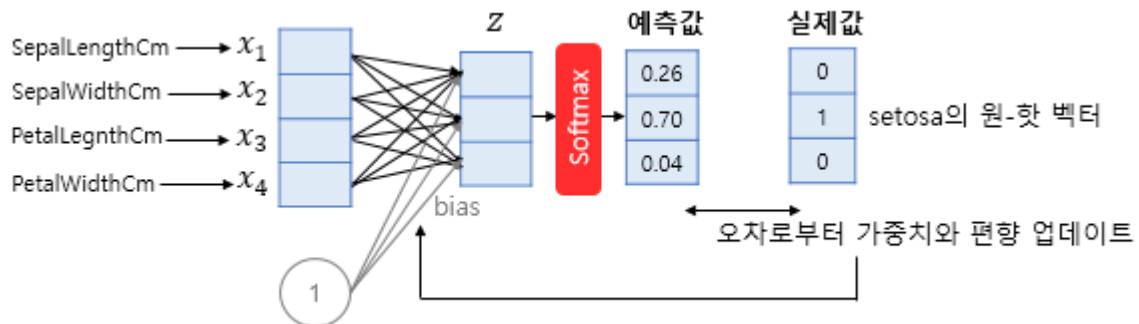 z 예측값 실제값
SepalLengthCm x1
SepalWidthCm x2
PetalLegnthCm x3
PetalWidthCm x4
Softmax
0.26
0.70
0.04
0
1
0
setosa의 원-핫 벡터
bias
1
오차로부터 가중치와 편향 업데이트